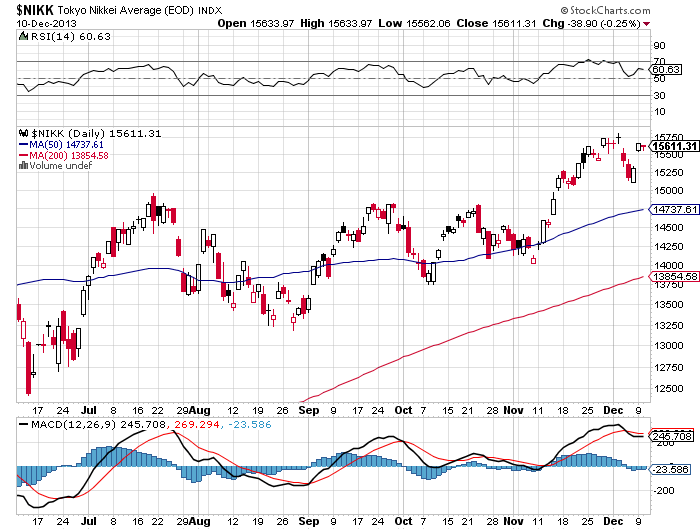 $NIKK Tokyo Nikkei Average (EOD) INDX
© StockCharts.com
10-Dec-2013
Open 15633.97 High 15633.97 Low 15562.06 Close 15611.31 Chg -38.90 (-0.25%)
RSI(14) 60.63
90
70
60.63
50
30
10
$NIKK (Daily) 15611.31
MA(50) 14737.61
MA(200) 13854.58
Volume undef
15750
15611.31
15500
15250
15000
14737.61
14500
14250
14000
13854.58
13750
13500
13250
13000
12750
12500
17 24 Jul 8 16 22 29 Aug 12 19 26 Sep 9 17 24 Oct 7 15 21 28 Nov 11 18 25 Dec 9
MACD(12,26,9) 245.708, 269.294, -23.586
245.708
200
-23.586
-200
17 24 Jul 8 16 22 29 Aug 12 19 26 Sep 9 17 24 Oct 7 15 21 28 Nov 11 18 25 Dec 9